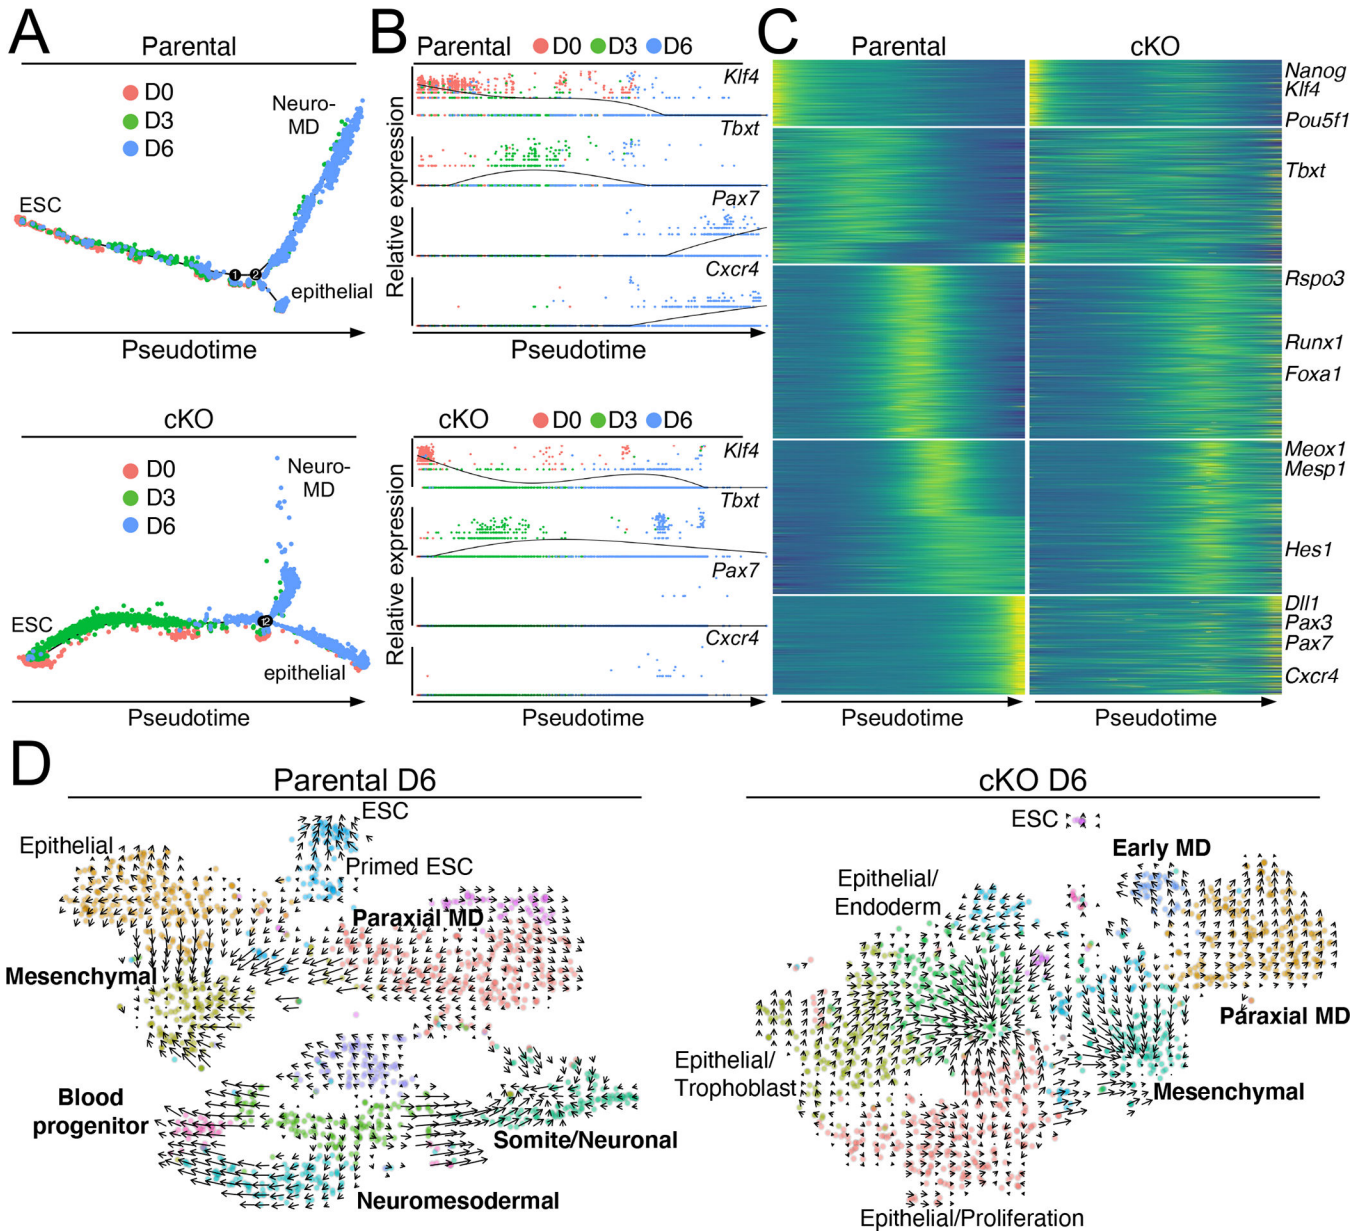 A
Parental
D0
D3
D6
Neuro-
MD
ESC
1
2
epithelial
Pseudotime
cKO
D0
D3
D6
Neuro-
MD
ESC
12
epithelial
Pseudotime
B
Parental D0 D3 D6
Klf4
Tbxt
Pax7
Cxcr4
Relative expression
Pseudotime
cKO D0 D3 D6
Klf4
Tbxt
Pax7
Cxcr4
Relative expression
Pseudotime
C
Parental cKO
Nanog
Klf4
Pou5f1
Tbxt
Rspo3
Runx1
Foxa1
Meox1
Mesp1
Hes1
Dll1
Pax3
Pax7
Cxcr4
Pseudotime Pseudotime
D
Parental D6
ESC
Epithelial
Primed ESC
Paraxial MD
Mesenchymal
Blood
progenitor
Somite/Neuronal
Neuromesodermal
cKO D6
ESC
Early MD
Epithelial/
Endoderm
Paraxial MD
Epithelial/
Trophoblast
Mesenchymal
Epithelial/Proliferation